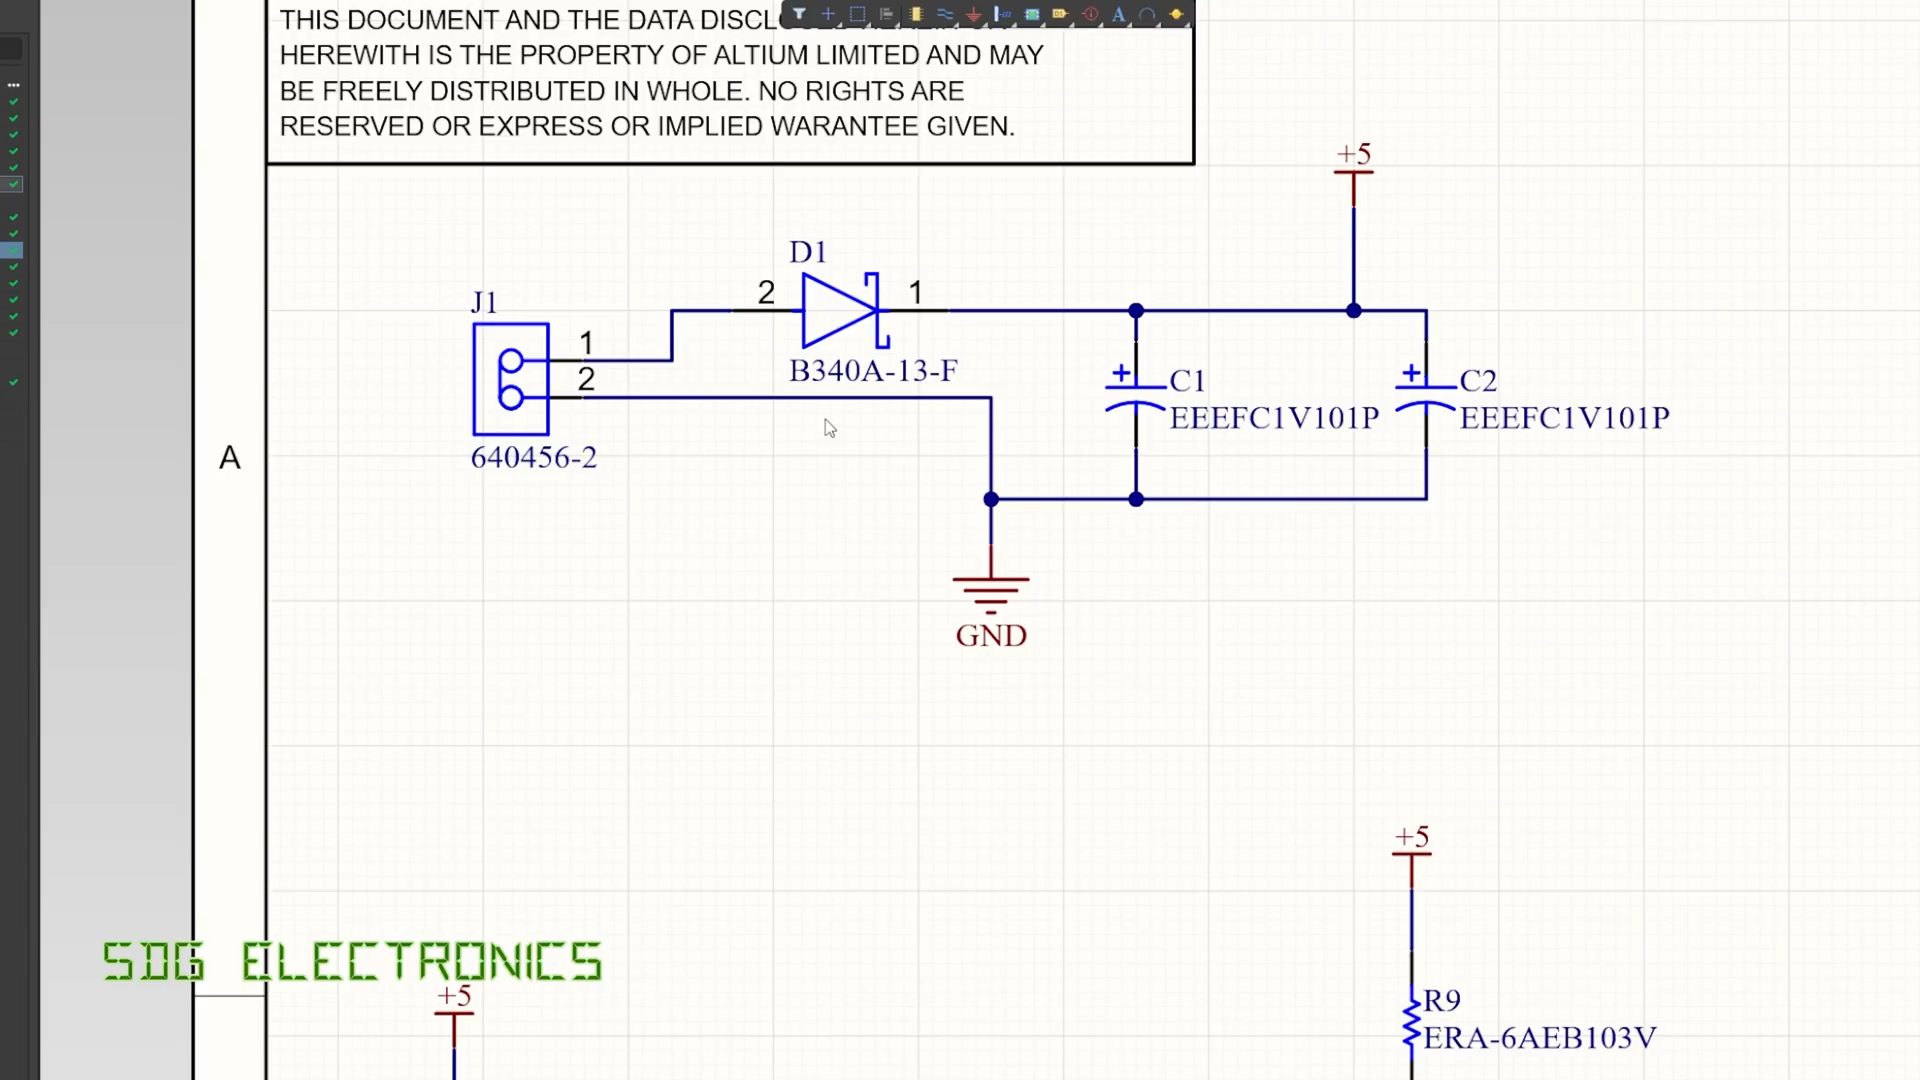 THIS DOCUMENT AND THE DATA
HEREWITH IS THE PROPERTY OF ALTIUM LIMITED AND MAY
BE FREELY DISTRIBUTED IN WHOLE. NO RIGHTS ARE
RESERVED OR EXPRESS OR IMPLIED WARANTEE GIVEN.
+5
D1
2 1
J1
1
2
B340A-13-F
+ C1
EEEFC1V101P
+ C2
EEEFC1V101P
640456-2
A
GND
+5
SDG ELECTRONICS
+5
R9
ERA-6AEB103V